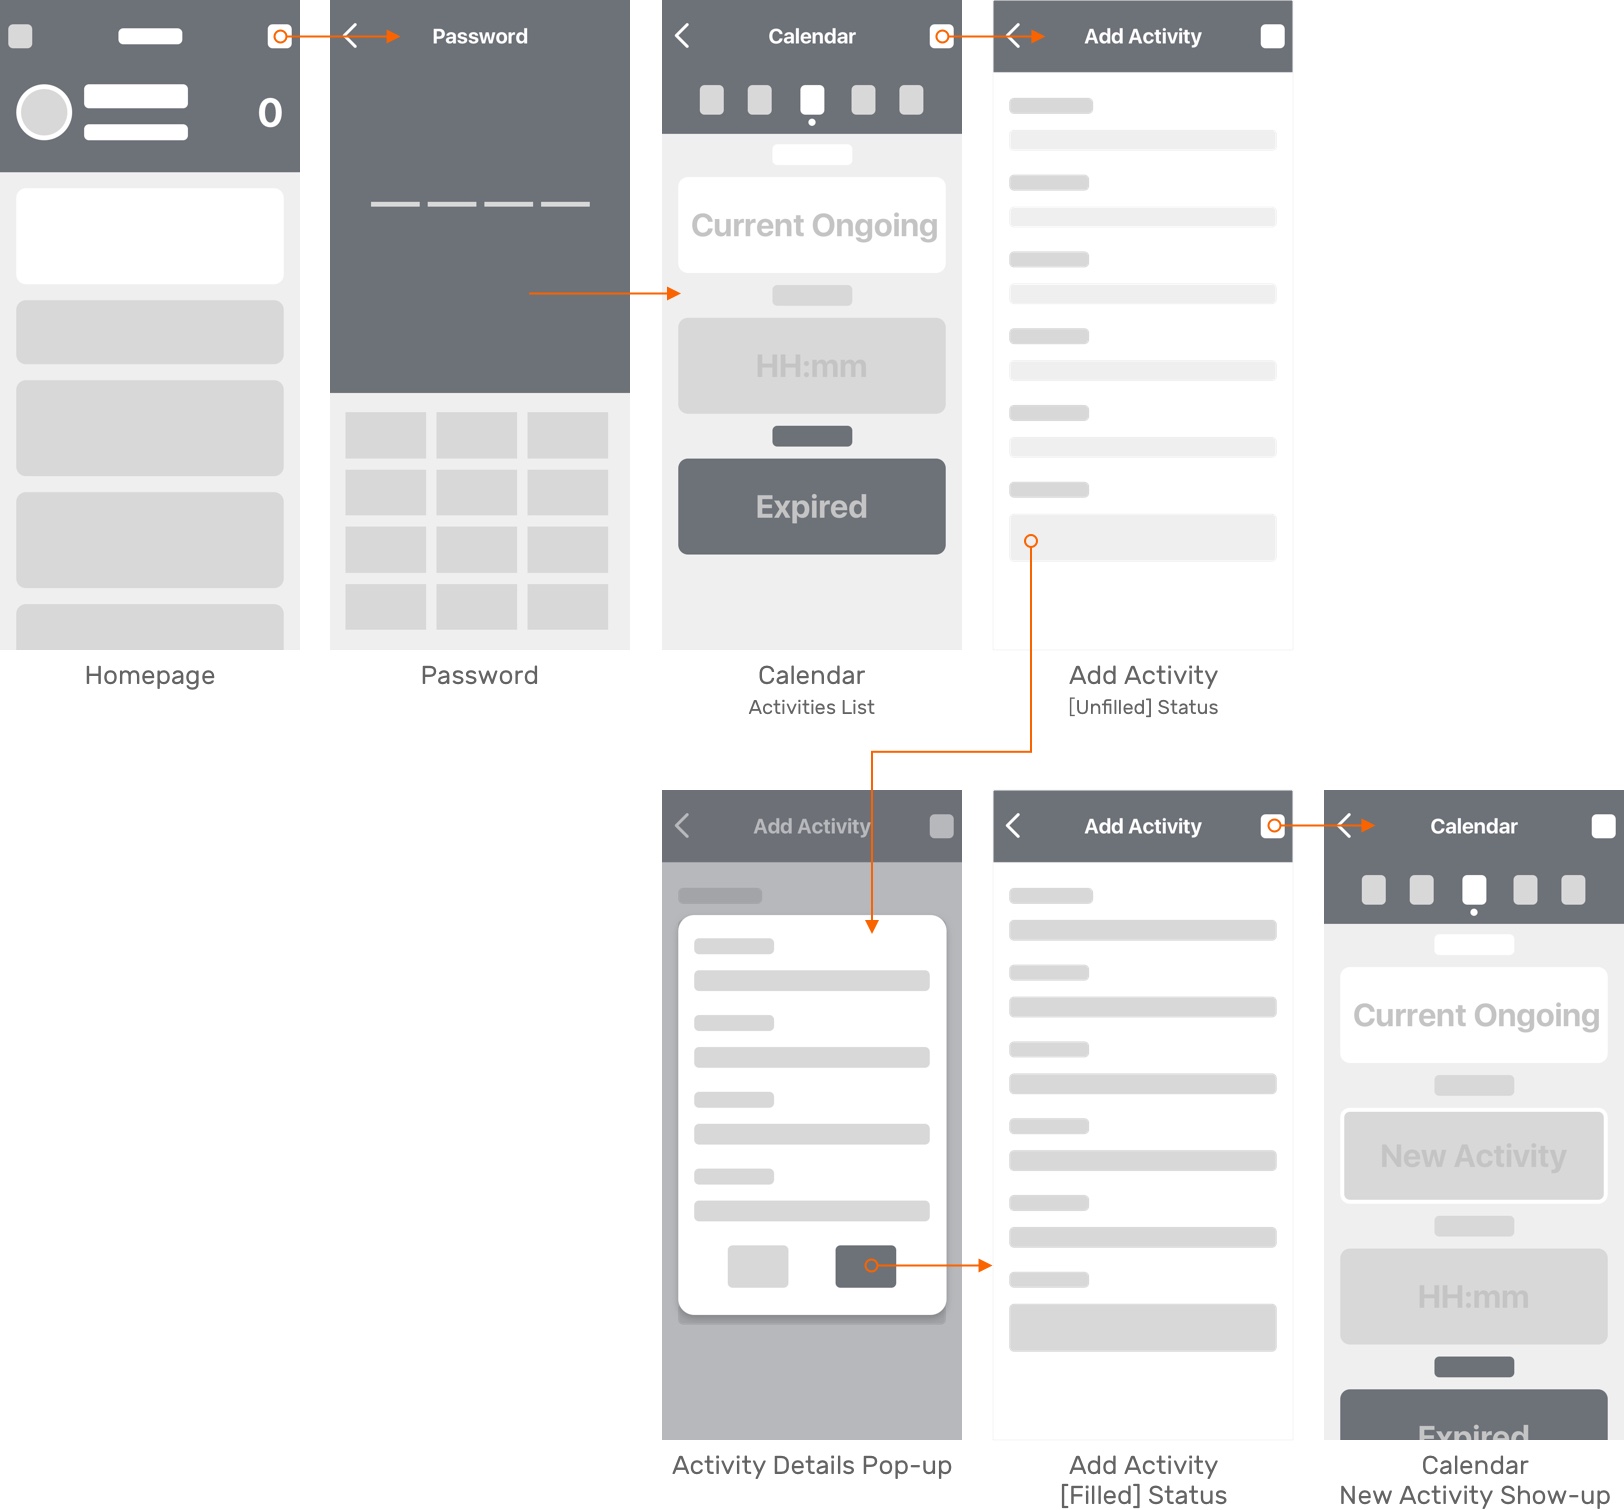 Password
Calendar
Add Activity
0
Current Ongoing
HH:mm
Expired
Homepage
Password
Calendar
Activities List
Add Activity
[Unfilled] Status
Add Activity
Add Activity
Calendar
Current Ongoing
New Activity
HH:mm
Expired
Activity Details Pop-up
Add Activity
[Filled] Status
Calendar
New Activity Show-up